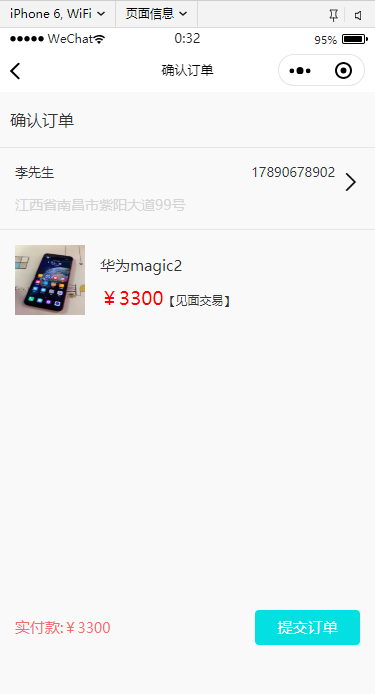 iPhone 6, WiFi 页面信息
WeChat 0:32 95%
确认订单
确认订单
李先生 17890678902
江西省南昌市紫阳大道99号
华为magic2
￥3300【见面交易】
实付款:￥3300 提交订单